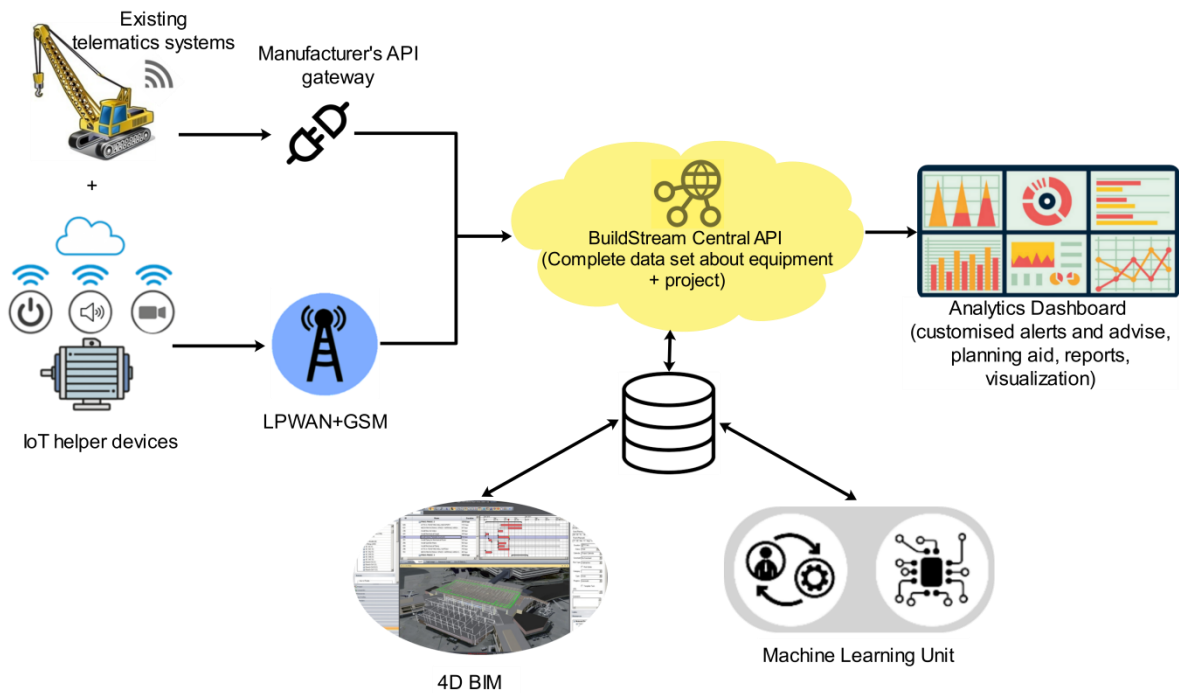 Existing
telematics systems
Manufacturer's API
gateway
+
IoT helper devices
LPWAN+GSM
BuildStream Central API
(Complete data set about equipment
+ project)
Analytics Dashboard
(customised alerts and advise,
planning aid, reports,
visualization)
4D BIM
Machine Learning Unit